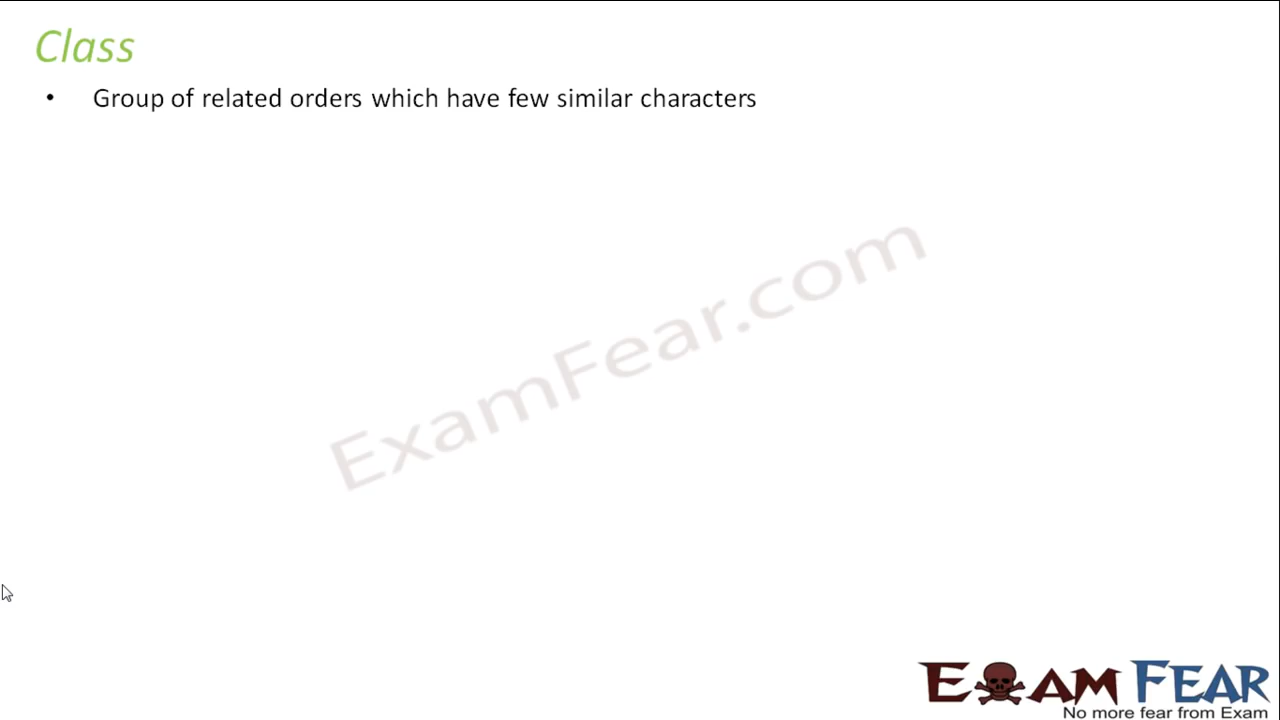 Class
• Group of related orders which have few similar characters
ExamFear.com
EXAM FEAR
No more fear from Exam